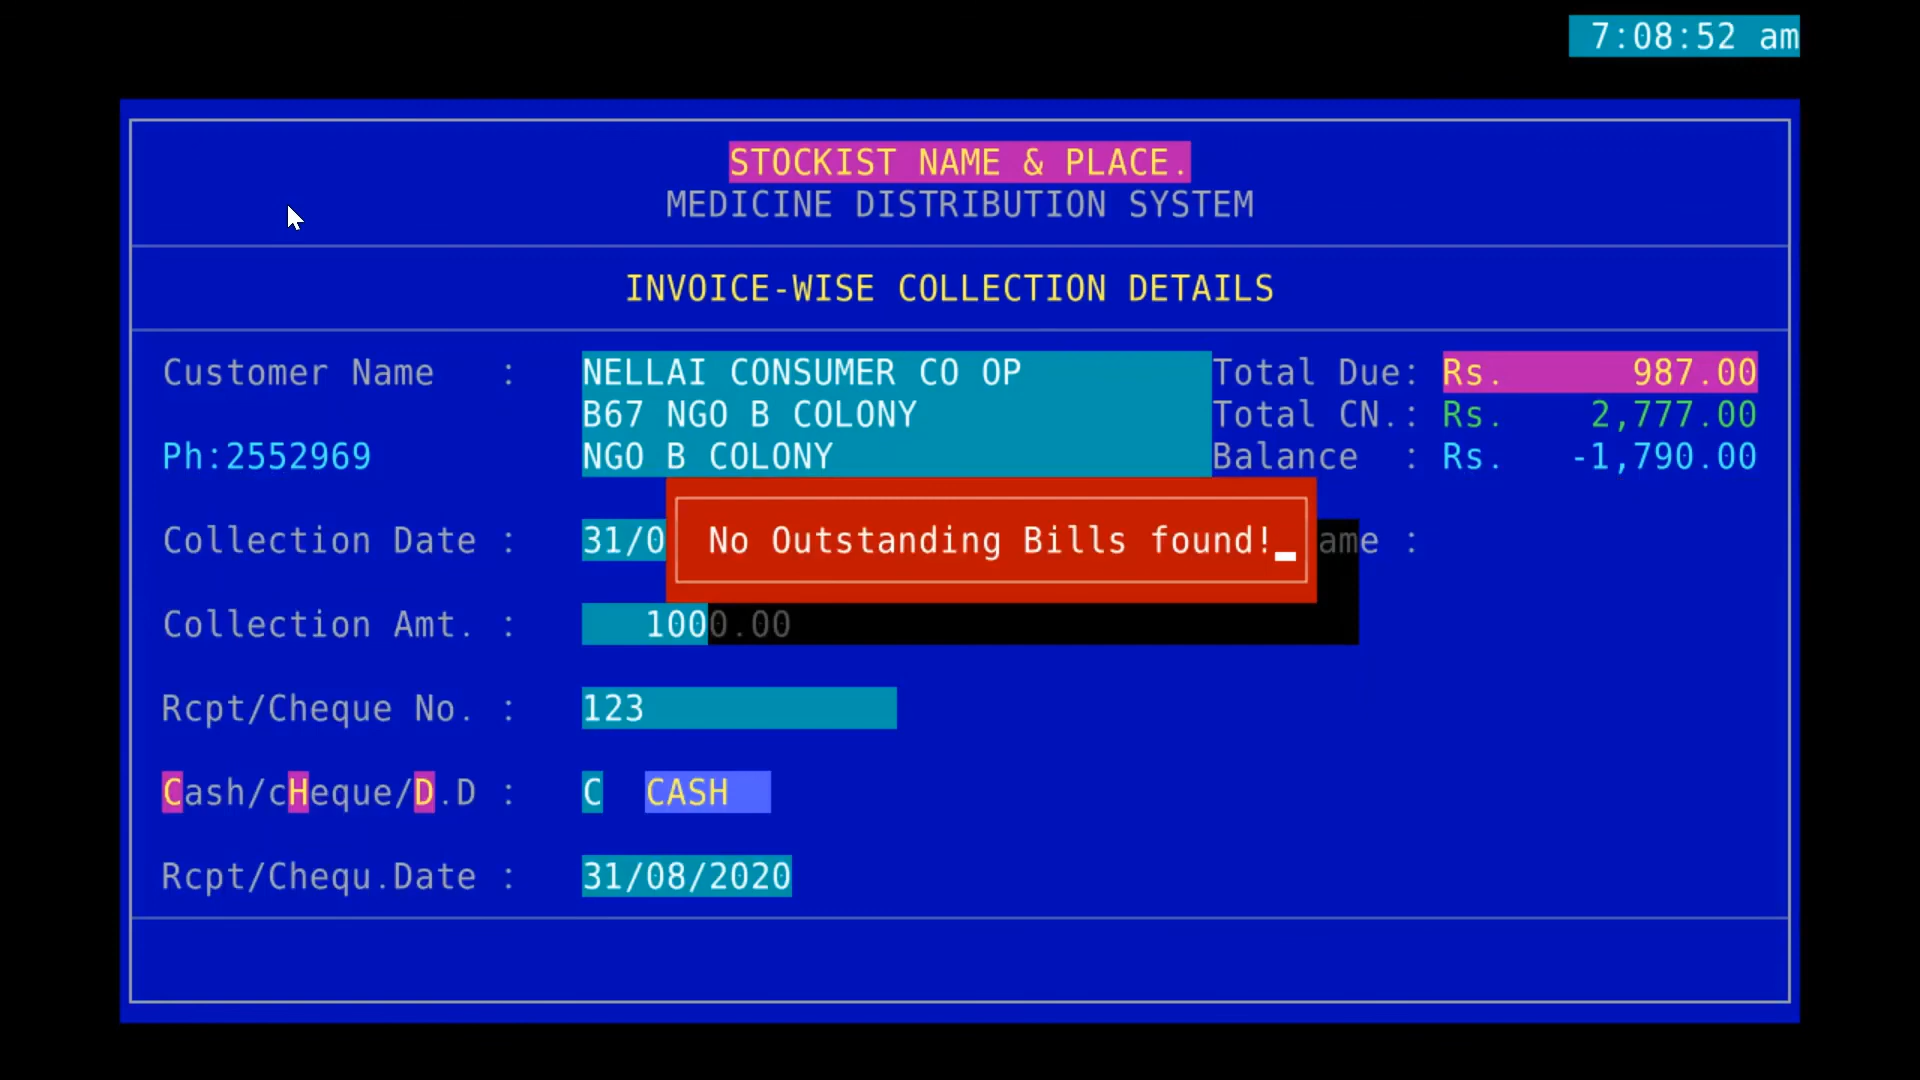 7:08:52 am
STOCKIST NAME & PLACE.
MEDICINE DISTRIBUTION SYSTEM
INVOICE-WISE COLLECTION DETAILS
Customer Name : NELLAI CONSUMER CO OP Total Due: Rs. 987.00
B67 NGO B COLONY Total CN.: Rs. 2,777.00
Ph:2552969 NGO B COLONY Balance : Rs. -1,790.00
Collection Date : 31/0 No Outstanding Bills found! ame :
Collection Amt. : 1000.00
Rcpt/Cheque No. : 123
Cash/cHeque/D.D : C CASH
Rcpt/Chequ.Date : 31/08/2020